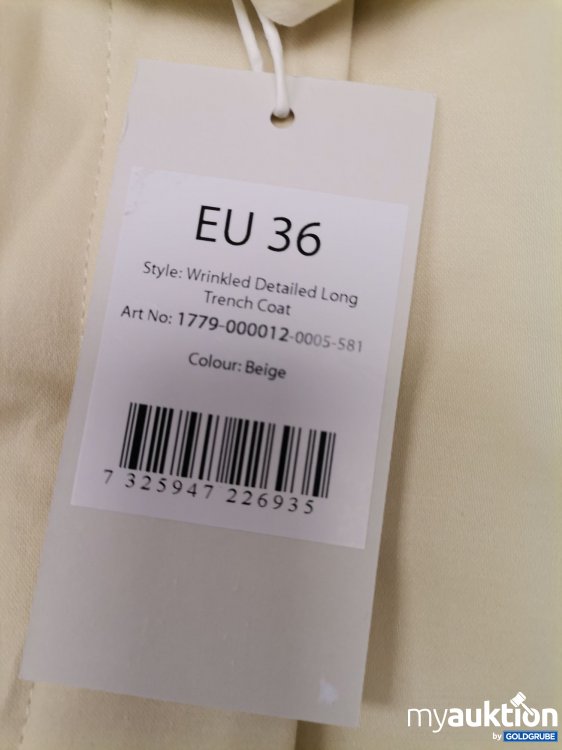 EU 36
Style: Wrinkled Detailed Long
Trench Coat
Art No: 1779-000012-0005-581
Colour: Beige
7 325947 226935
myauktion
by GOLDGRUBE